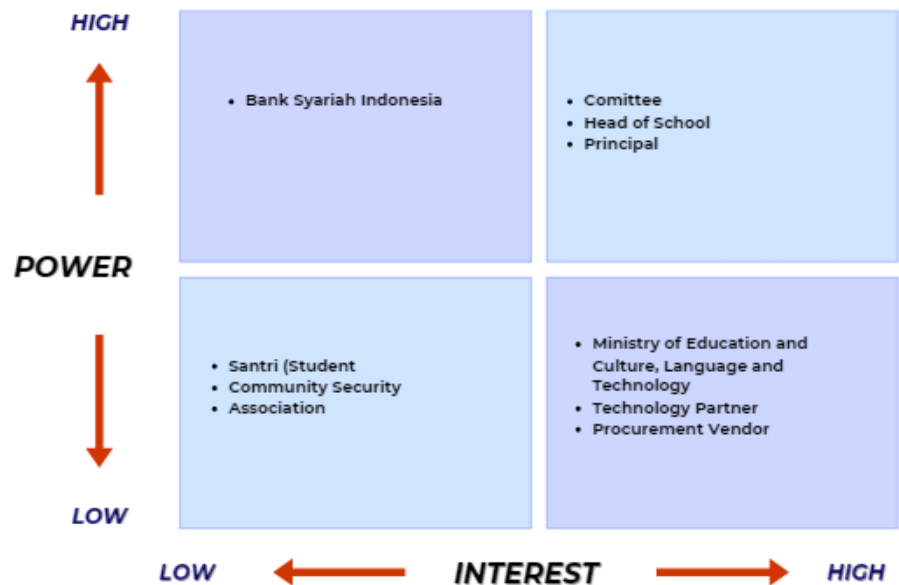 HIGH
• Bank Syariah Indonesia
• Comittee
• Head of School
• Principal
POWER
• Santri (Student
• Community Security
• Association
• Ministry of Education and
Culture, Language and
Technology
• Technology Partner
• Procurement Vendor
LOW
LOW
INTEREST
HIGH